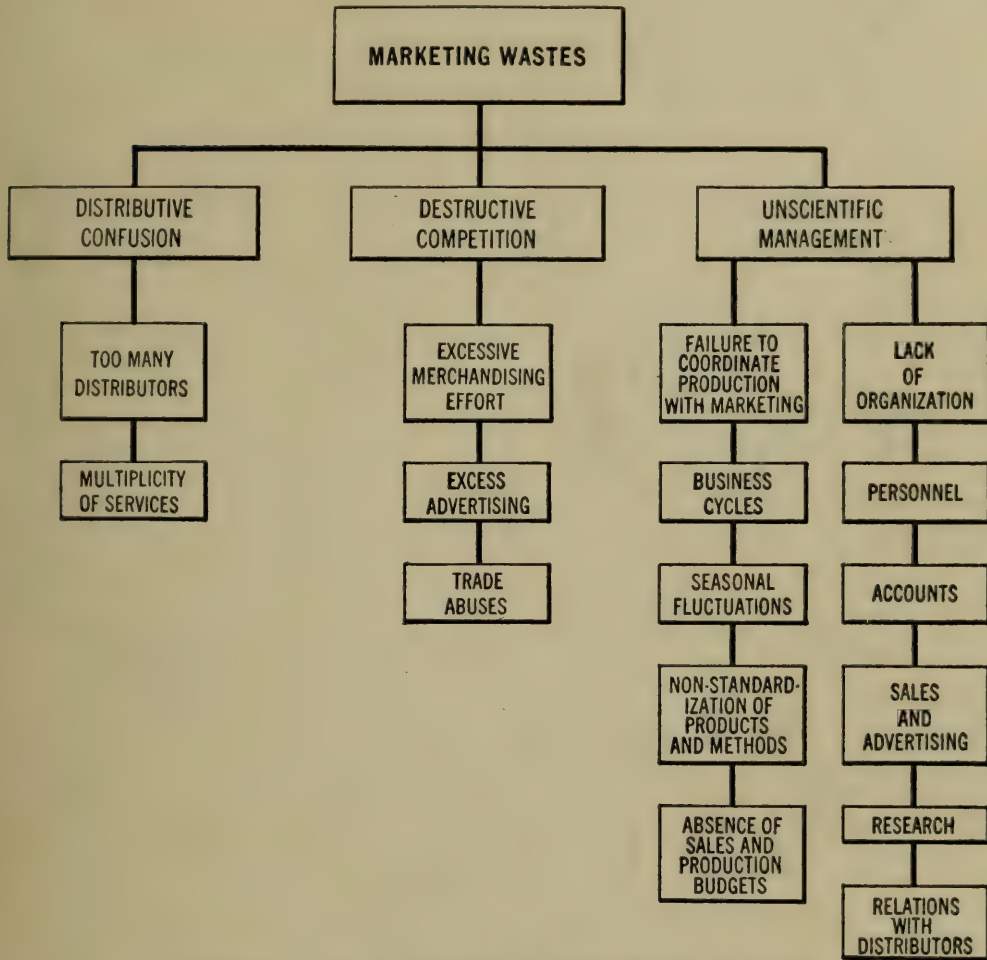 MARKETING WASTES
DISTRIBUTIVE
CONFUSION
DESTRUCTIVE
COMPETITION
UNSCIENTIFIC
MANAGEMENT
TOO MANY
DISTRIBUTORS
MULTIPLICITY
OF SERVICES
EXCESSIVE
MERCHANDISING
EFFORT
EXCESS
ADVERTISING
TRADE
ABUSES
FAILURE TO
COORDINATE
PRODUCTION
WITH MARKETING
BUSINESS
CYCLES
SEASONAL
FLUCTUATIONS
NON-STANDARD-
IZATION OF
PRODUCTS
AND METHODS
ABSENCE OF
SALES AND
PRODUCTION
BUDGETS
LACK
OF
ORGANIZATION
PERSONNEL
ACCOUNTS
SALES
AND
ADVERTISING
RESEARCH
RELATIONS
WITH
DISTRIBUTORS